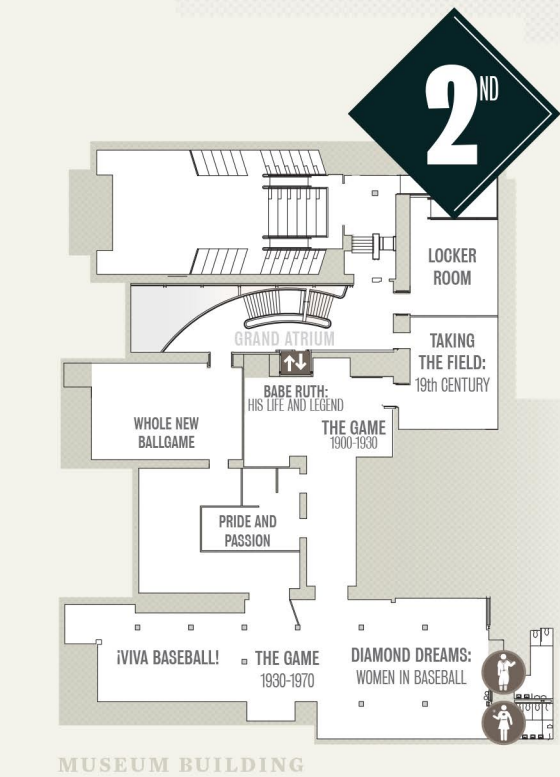 2ND
LOCKER
ROOM
GRAND ATRIUM
TAKING
THE FIELD:
19th CENTURY
BABE RUTH:
HIS LIFE AND LEGEND
THE GAME
1900-1930
WHOLE NEW
BALLGAME
PRIDE AND
PASSION
¡VIVA BASEBALL!
THE GAME
1930-1970
DIAMOND DREAMS:
WOMEN IN BASEBALL
MUSEUM BUILDING